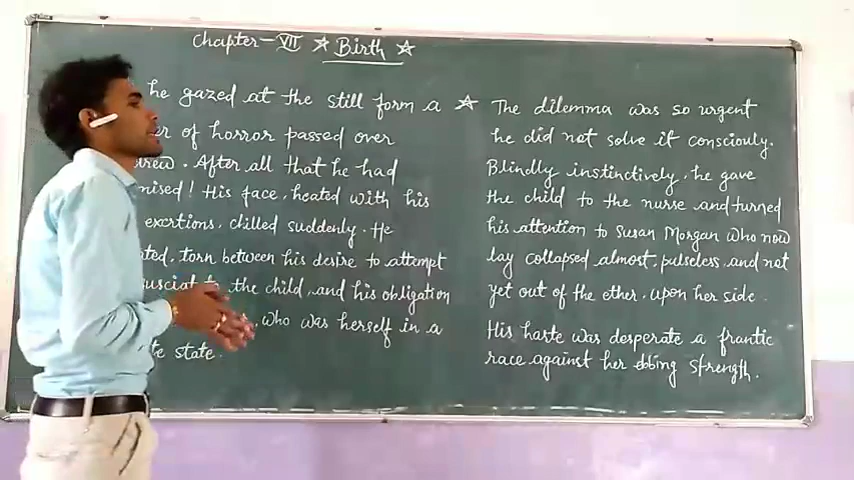 Chapter-VII ☆ Birth ☆
he gazed at the still form a
er of horror passed over
rew. After all that he had
mised! His face, heated with his
exertions, chilled suddenly. He
ated, torn between his desire to attempt
usciat the child, and his obligation
, who was herself in a
te state.
☆ The dilemma was so urgent
he did not solve it consciouly.
Blindly instinctively, he gave
the child to the nurse and turned
his attention to Susan Morgan who now
lay collapsed almost, pulseless, and not
yet out of the ether, upon her side.
His haste was desperate a frantic
race against her ebbing strength.